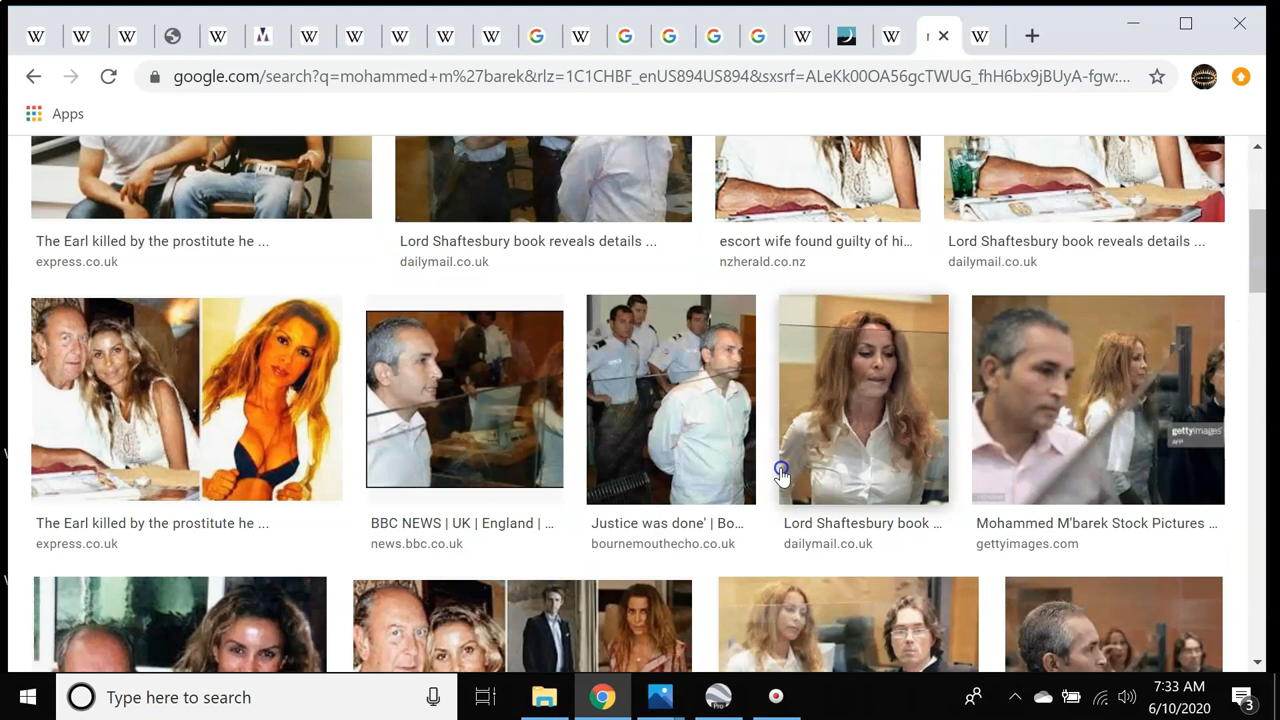 W W W W M W W W W W G W G G G G W W W
google.com/search?q=mohammed+m%27barek&rlz=1C1CHBF_enUS894US894&sxsrf=ALeKk00OA56gcTWUG_fhH6bx9jBUyA-fgw:...
Apps
The Earl killed by the prostitute he ...
express.co.uk
Lord Shaftesbury book reveals details ...
dailymail.co.uk
escort wife found guilty of hi...
nzherald.co.nz
Lord Shaftesbury book reveals details ...
dailymail.co.uk
gettyimages
AFP
The Earl killed by the prostitute he ...
express.co.uk
BBC NEWS | UK | England | ...
news.bbc.co.uk
Justice was done' | Bo...
bournemouthecho.co.uk
Lord Shaftesbury book ...
dailymail.co.uk
Mohammed M'barek Stock Pictures ...
gettyimages.com
Type here to search
Pro
7:33 AM
6/10/2020
3